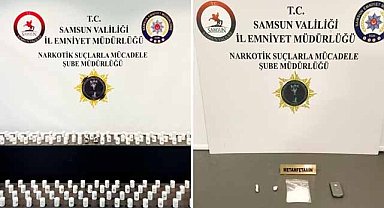 T.C.
SAMSUN VALİLİĞİ
İL EMNİYET MÜDÜRLÜĞÜ
NARKOTİK SUÇLARLA MÜCADELE
ŞUBE MÜDÜRLÜĞÜ
T.C.
SAMSUN VALİLİĞİ
İL EMNİYET MÜDÜRLÜĞÜ
NARKOTİK SUÇLARLA MÜCADELE
ŞUBE MÜDÜRLÜĞÜ
METAMFETAMİN